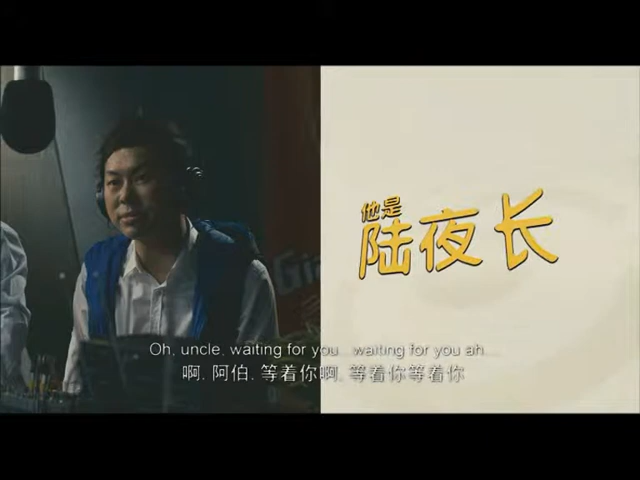 他是
陆夜长
Gi
Oh, uncle, waiting for you...waiting for you ah
啊, 阿伯, 等着你啊, 等着你等着你